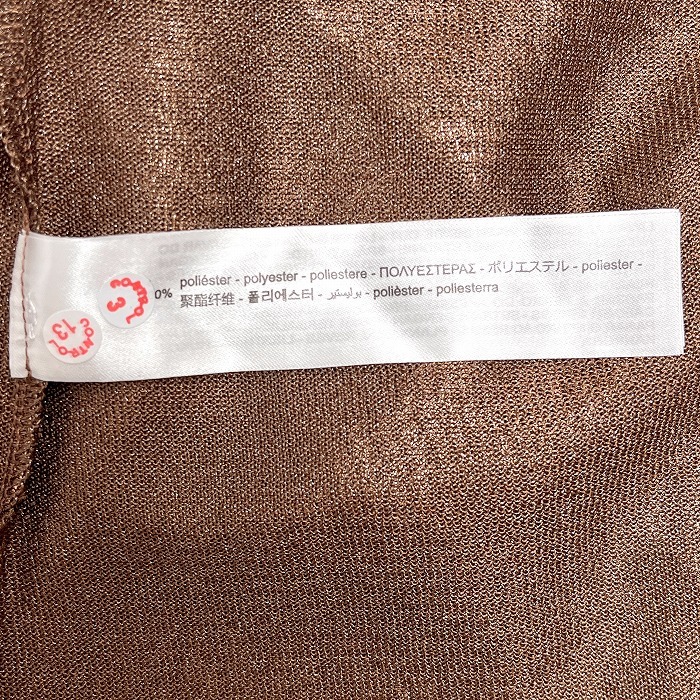 0% poliéster - polyester - poliestere - ΠΟΛΥΕΣΤΕΡΑΣ - ポリエステル - poliester -
聚酯纤维 - 폴리에스터 - بوليستير - polièster - poliesterra
CONTROL 3
CONTROL 13